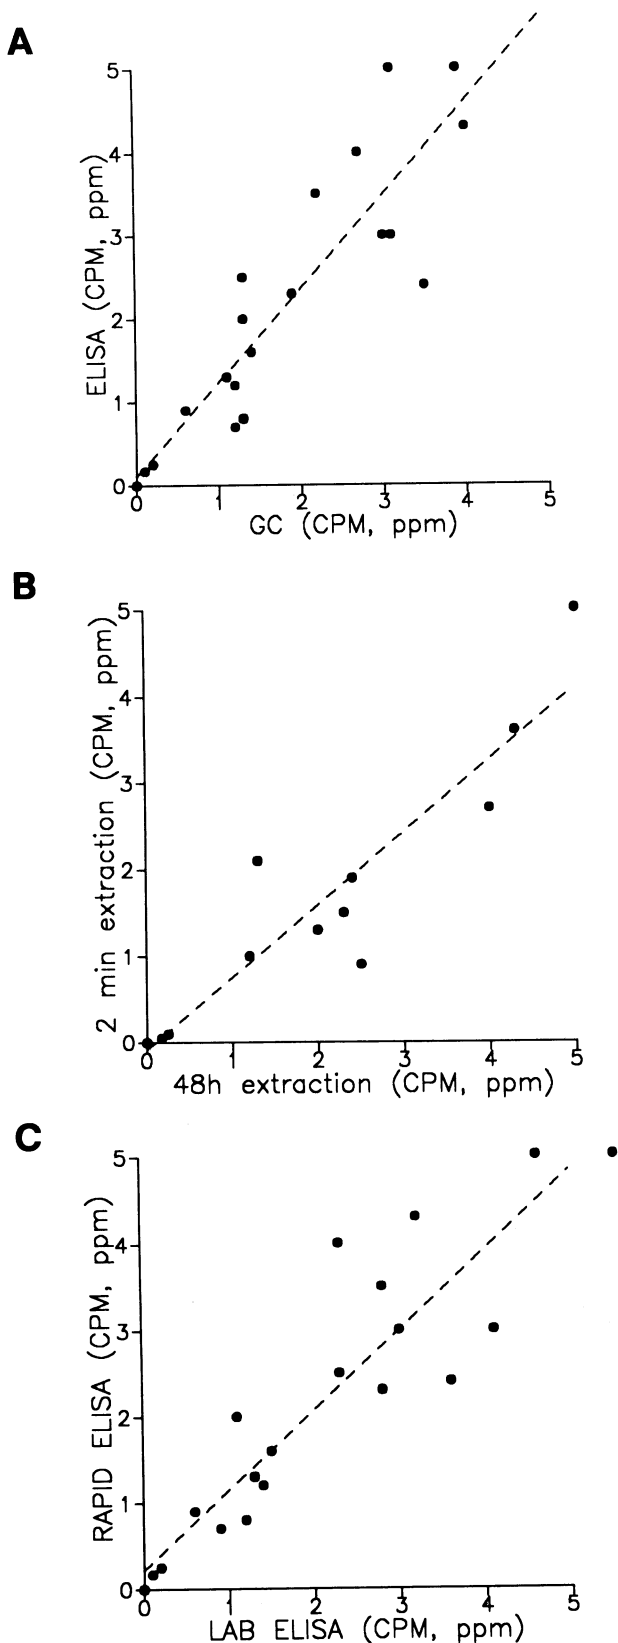 A
5
4
3
2
1
0
ELISA (CPM, ppm)
0 1 2 3 4 5
GC (CPM, ppm)
B
5
4
3
2
1
0
2 min extraction (CPM, ppm)
0 1 2 3 4 5
48h extraction (CPM, ppm)
C
5
4
3
2
1
0
RAPID ELISA (CPM, ppm)
0 1 2 3 4 5
LAB ELISA (CPM, ppm)